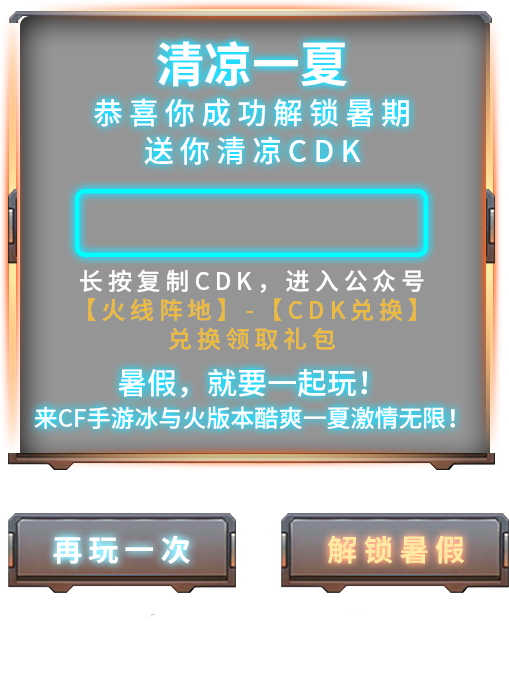 清凉一夏
恭喜你成功解锁暑期
送你清凉CDK
长按复制CDK，进入公众号
【火线阵地】-【CDK兑换】
兑换领取礼包
暑假，就要一起玩！
来CF手游冰与火版本酷爽一夏激情无限！
再玩一次
解锁暑假